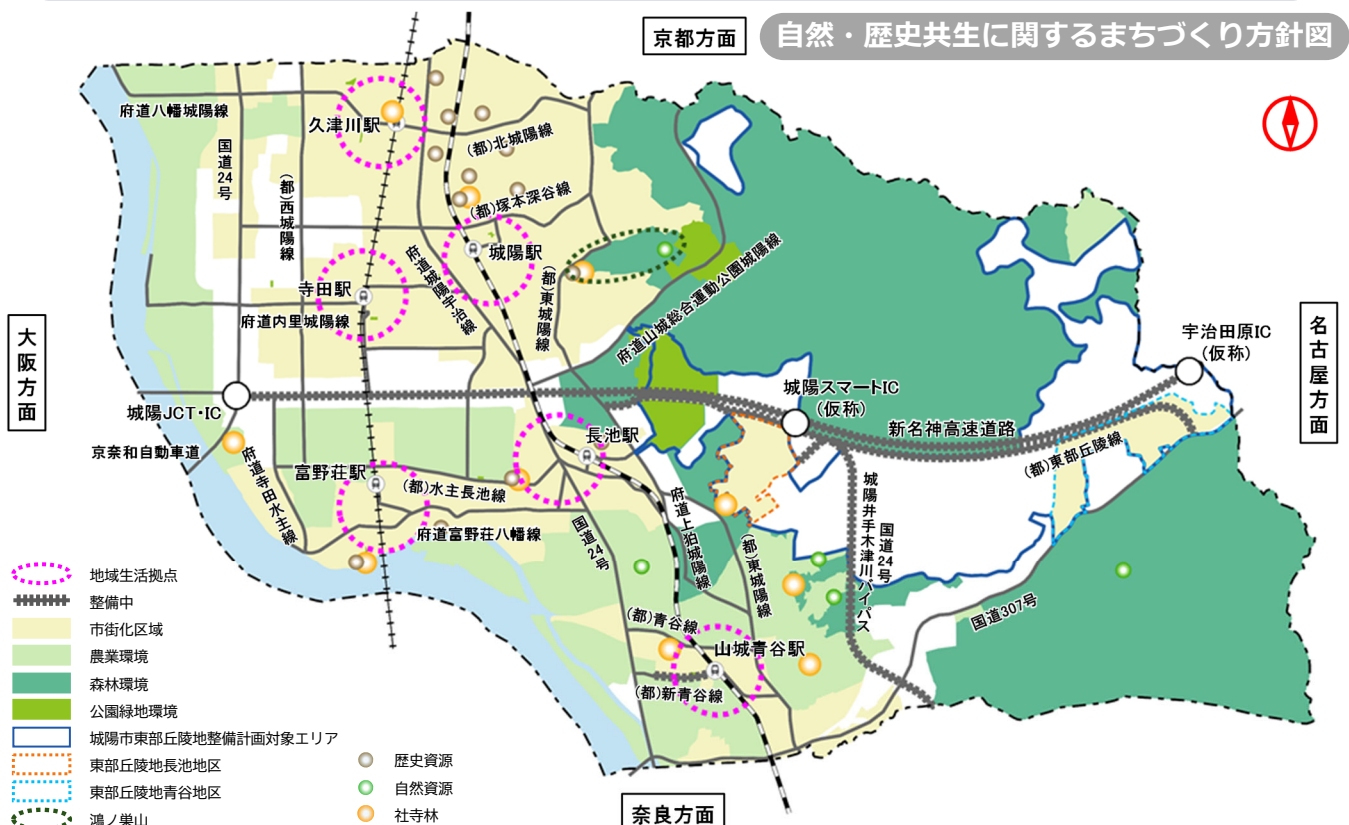 自然・歴史共生に関するまちづくり方針図
京都方面
大阪方面
名古屋方面
奈良方面
府道八幡城陽線
国道24号
(都)西城陽線
久津川駅
(都)北城陽線
(都)塚本深谷線
城陽駅
寺田駅
府道内里城陽線
府道城陽宇治線
(都)東城陽線
府道山城総合運動公園城陽線
宇治田原IC
(仮称)
城陽スマートIC
(仮称)
城陽JCT・IC
新名神高速道路
京奈和自動車道
長池駅
(都)東部丘陵線
府道寺田水主線
富野荘駅
(都)水主長池線
府道富野荘八幡線
国道24号
府道上狛城陽線
(都)東城陽線
国道24号
城陽井手木津川バイパス
国道307号
(都)青谷線
山城青谷駅
(都)新青谷線
地域生活拠点
整備中
市街化区域
農業環境
森林環境
公園緑地環境
城陽市東部丘陵地整備計画対象エリア
東部丘陵地長池地区
東部丘陵地青谷地区
鴻ノ巣山
歴史資源
自然資源
社寺林